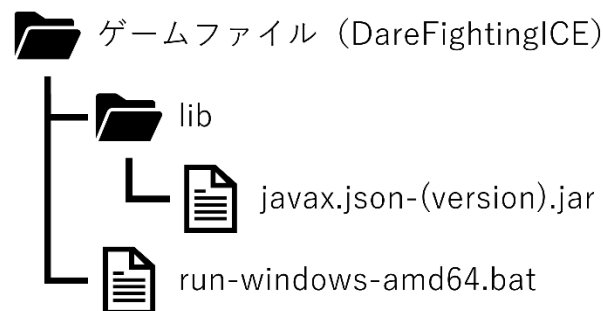 ゲームファイル（DareFightingICE）
lib
javax.json-(version).jar
run-windows-amd64.bat